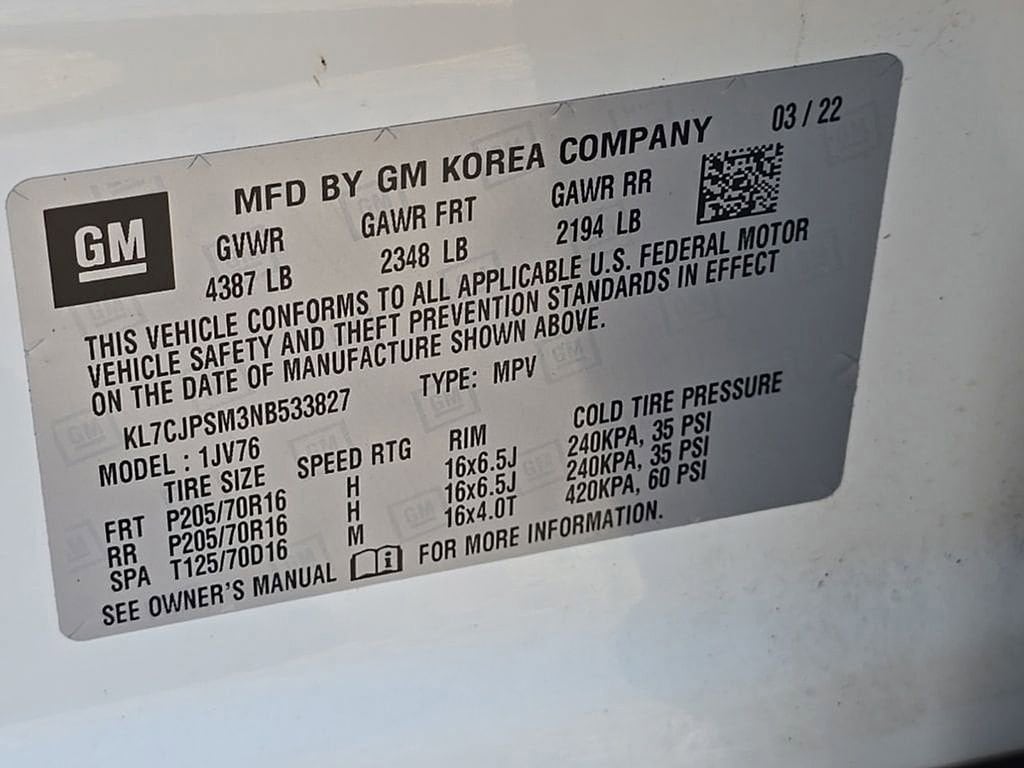 MFD BY GM KOREA COMPANY 03 / 22
GM
GVWR GAWR FRT GAWR RR
4387 LB 2348 LB 2194 LB
THIS VEHICLE CONFORMS TO ALL APPLICABLE U.S. FEDERAL MOTOR
VEHICLE SAFETY AND THEFT PREVENTION STANDARDS IN EFFECT
ON THE DATE OF MANUFACTURE SHOWN ABOVE.
KL7CJPSM3NB533827 TYPE: MPV
MODEL : 1JV76
TIRE SIZE SPEED RTG RIM COLD TIRE PRESSURE
FRT P205/70R16 H 16x6.5J 240KPA, 35 PSI
RR P205/70R16 H 16x6.5J 240KPA, 35 PSI
SPA T125/70D16 M 16x4.0T 420KPA, 60 PSI
SEE OWNER'S MANUAL i FOR MORE INFORMATION.